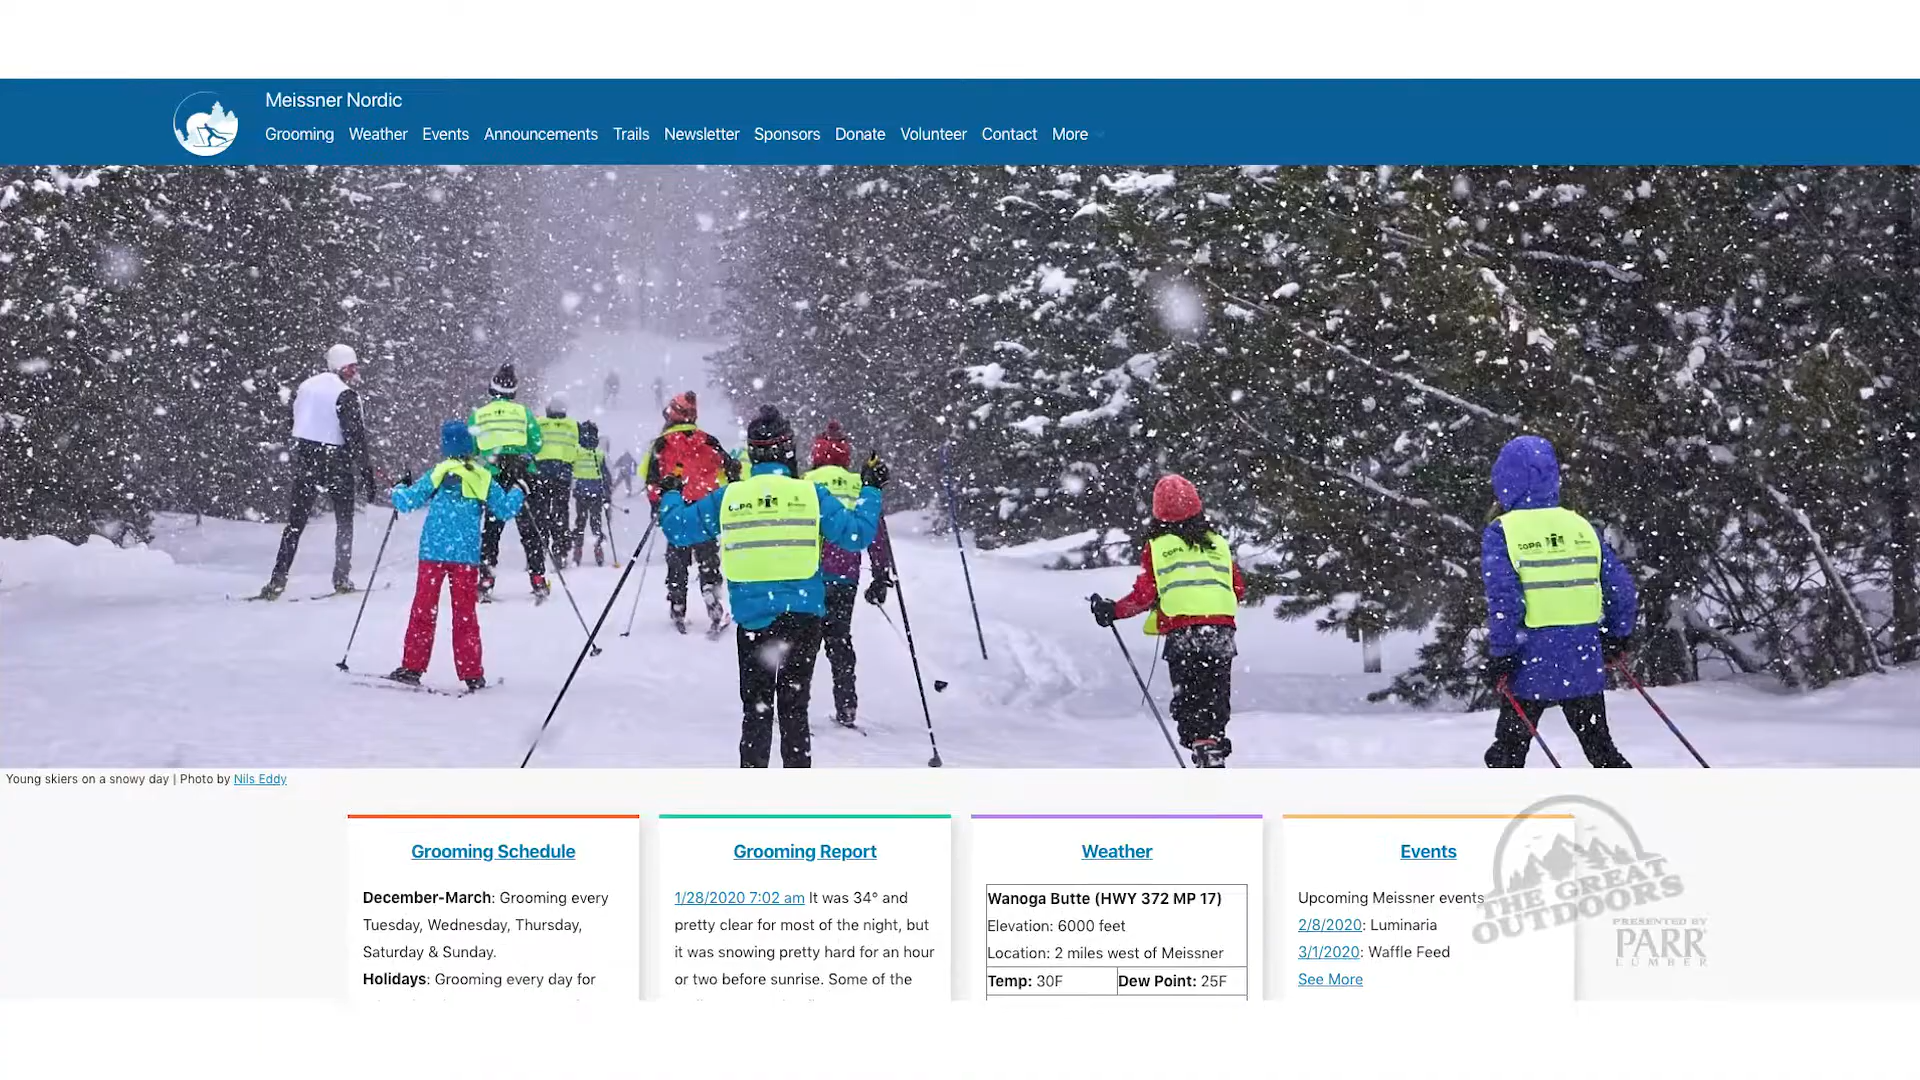 Meissner Nordic
Grooming Weather Events Announcements Trails Newsletter Sponsors Donate Volunteer Contact More
COPA
COPA
COPA
COPA
Young skiers on a snowy day | Photo by Nils Eddy
Grooming Schedule
December-March: Grooming every
Tuesday, Wednesday, Thursday,
Saturday & Sunday.
Holidays: Grooming every day for
Grooming Report
1/28/2020 7:02 am It was 34° and
pretty clear for most of the night, but
it was snowing pretty hard for an hour
or two before sunrise. Some of the
Weather
Wanoga Butte (HWY 372 MP 17)
Elevation: 6000 feet
Location: 2 miles west of Meissner
Temp: 30F Dew Point: 25F
Events
Upcoming Meissner events
2/8/2020: Luminaria
3/1/2020: Waffle Feed
See More
THE GREAT
OUTDOORS
PRESENTED BY
PARR
LUMBER